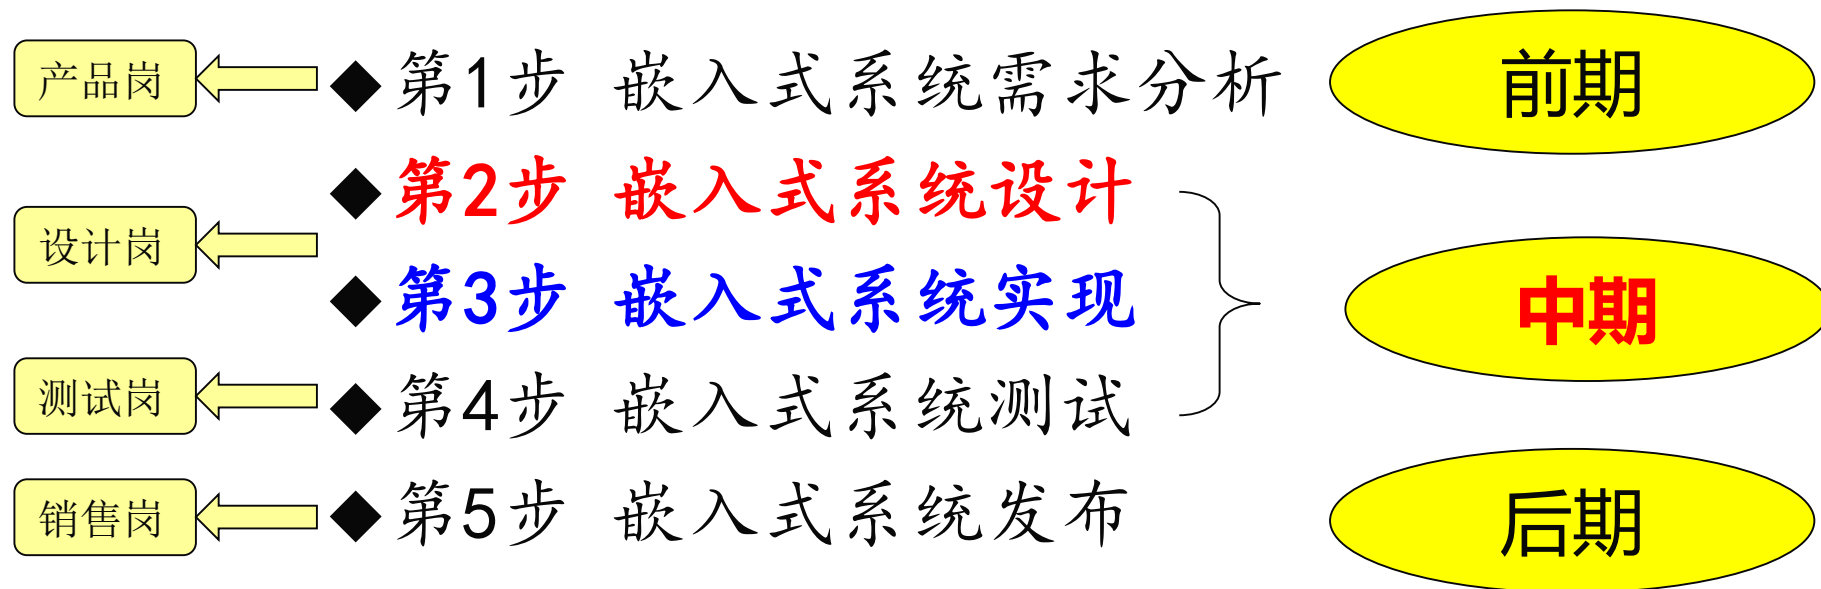 产品岗
◆第1步 嵌入式系统需求分析
前期
◆第2步 嵌入式系统设计
设计岗
◆第3步 嵌入式系统实现
中期
测试岗
◆第4步 嵌入式系统测试
销售岗
◆第5步 嵌入式系统发布
后期